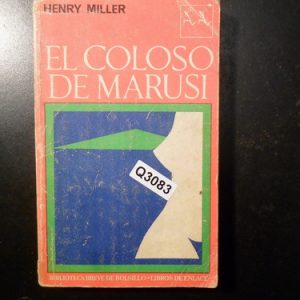 HENRY MILLER
EL COLOSO
DE MARUSI
Q3083
BIBLIOTECA BREVE DE BOLSILLO • LIBROS DE ENLACE